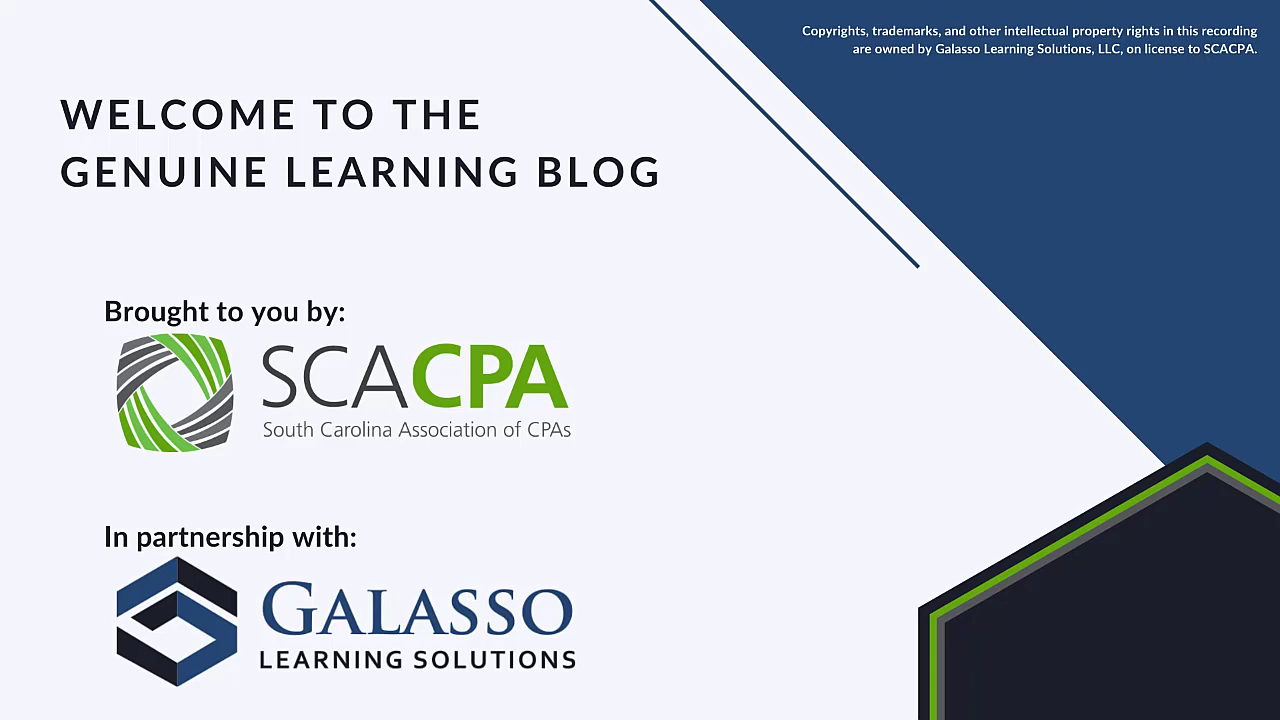 Copyrights, trademarks, and other intellectual property rights in this recording
are owned by Galasso Learning Solutions, LLC, on license to SCACPA.
WELCOME TO THE
GENUINE LEARNING BLOG
Brought to you by:
SCACPA
South Carolina Association of CPAs
In partnership with:
GALASSO
LEARNING SOLUTIONS